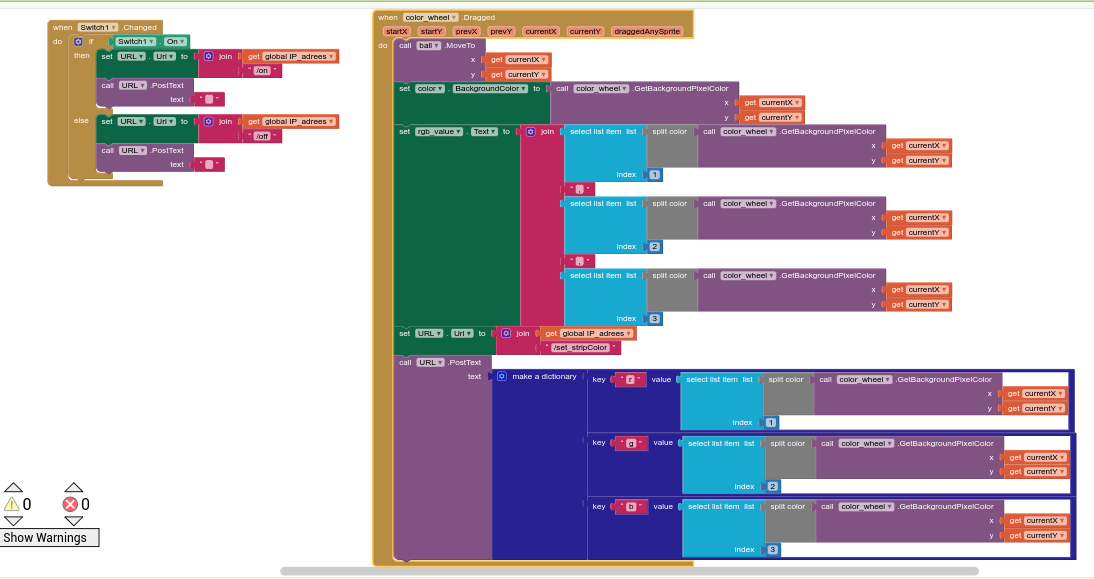 when Switch1 .Changed
do if Switch1 . On
then set URL . Url to join get global IP_adrees
" /on "
call URL .PostText
text " "
else set URL . Url to join get global IP_adrees
" /off "
call URL .PostText
text " "
when color_wheel .Dragged
startX startY prevX prevY currentX currentY draggedAnySprite
do call ball .MoveTo
x get currentX
y get currentY
set color . BackgroundColor to call color_wheel .GetBackgroundPixelColor
x get currentX
y get currentY
set rgb_value . Text to join select list item list split color call color_wheel .GetBackgroundPixelColor
x get currentX
y get currentY
index 1
" , "
select list item list split color call color_wheel .GetBackgroundPixelColor
x get currentX
y get currentY
index 2
" , "
select list item list split color call color_wheel .GetBackgroundPixelColor
x get currentX
y get currentY
index 3
set URL . Url to join get global IP_adrees
" /set_stripColor "
call URL .PostText
text make a dictionary key " r " value select list item list split color call color_wheel .GetBackgroundPixelColor
x get currentX
y get currentY
index 1
key " g " value select list item list split color call color_wheel .GetBackgroundPixelColor
x get currentX
y get currentY
index 2
key " b " value select list item list split color call color_wheel .GetBackgroundPixelColor
x get currentX
y get currentY
index 3
0 0
Show Warnings